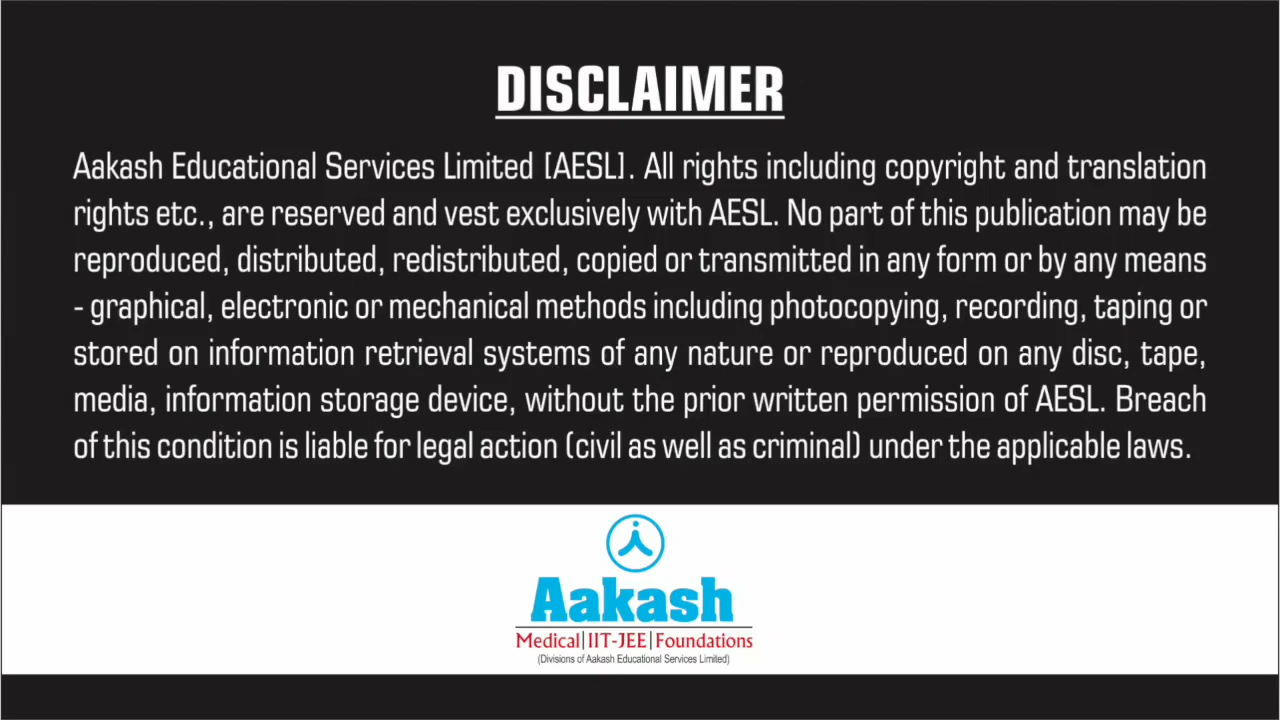 DISCLAIMER
Aakash Educational Services Limited [AESL]. All rights including copyright and translation
rights etc., are reserved and vest exclusively with AESL. No part of this publication may be
reproduced, distributed, redistributed, copied or transmitted in any form or by any means
- graphical, electronic or mechanical methods including photocopying, recording, taping or
stored on information retrieval systems of any nature or reproduced on any disc, tape,
media, information storage device, without the prior written permission of AESL. Breach
of this condition is liable for legal action (civil as well as criminal) under the applicable laws.
Aakash
Medical|IIT-JEE|Foundations
(Divisions of Aakash Educational Services Limited)